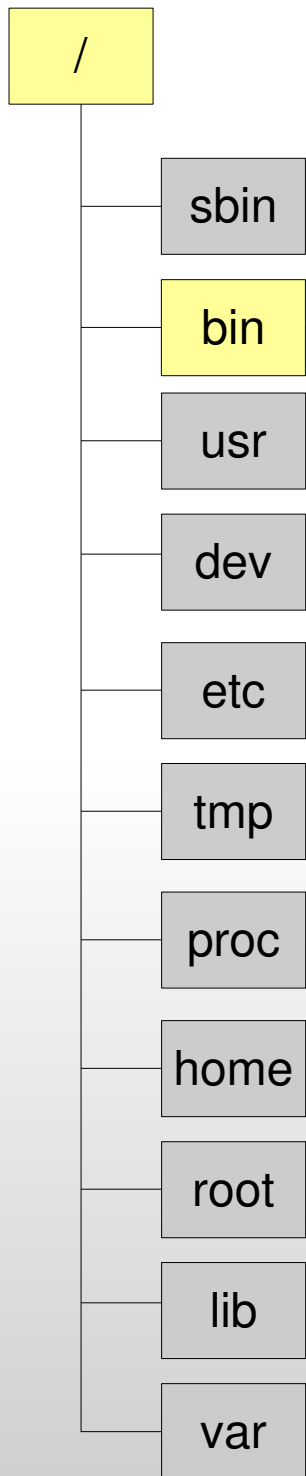 /
sbin
bin
usr
dev
etc
tmp
proc
home
root
lib
var